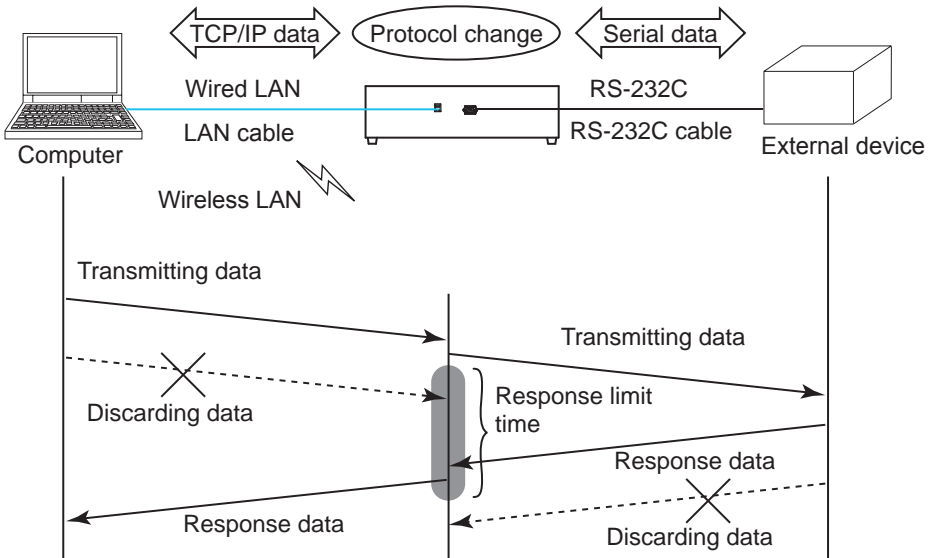 TCP/IP data
Protocol change
Serial data
Wired LAN
RS-232C
LAN cable
RS-232C cable
Computer
External device
Wireless LAN
Transmitting data
Transmitting data
Discarding data
Response limit
time
Response data
Response data
Discarding data